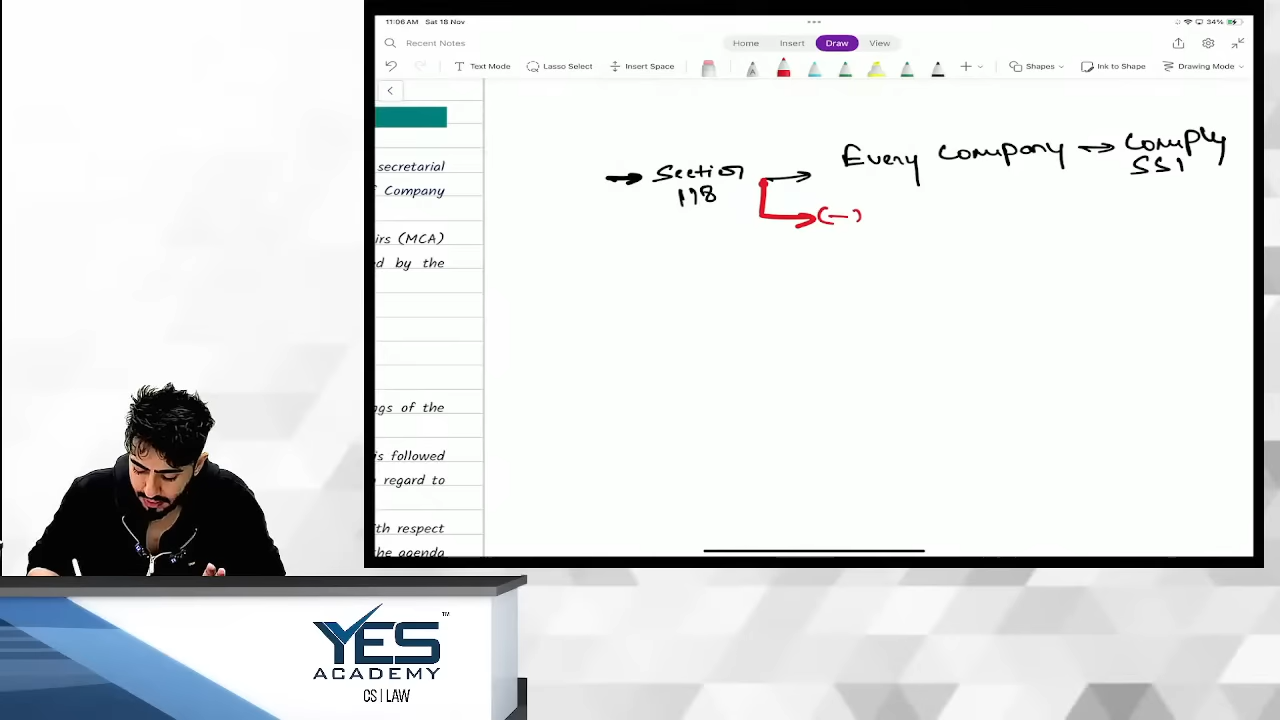 11:06 AM Sat 18 Nov
34%
Recent Notes
Home Insert Draw View
Text Mode Lasso Select Insert Space Shapes Ink to Shape Drawing Mode
secretarial
Company
irs (MCA)
d by the
gs of the
is followed
regard to
ith respect
the agenda
→ Section 118
→ Every Company → Comply SS1
→ (-)
YES™
ACADEMY
CS | LAW